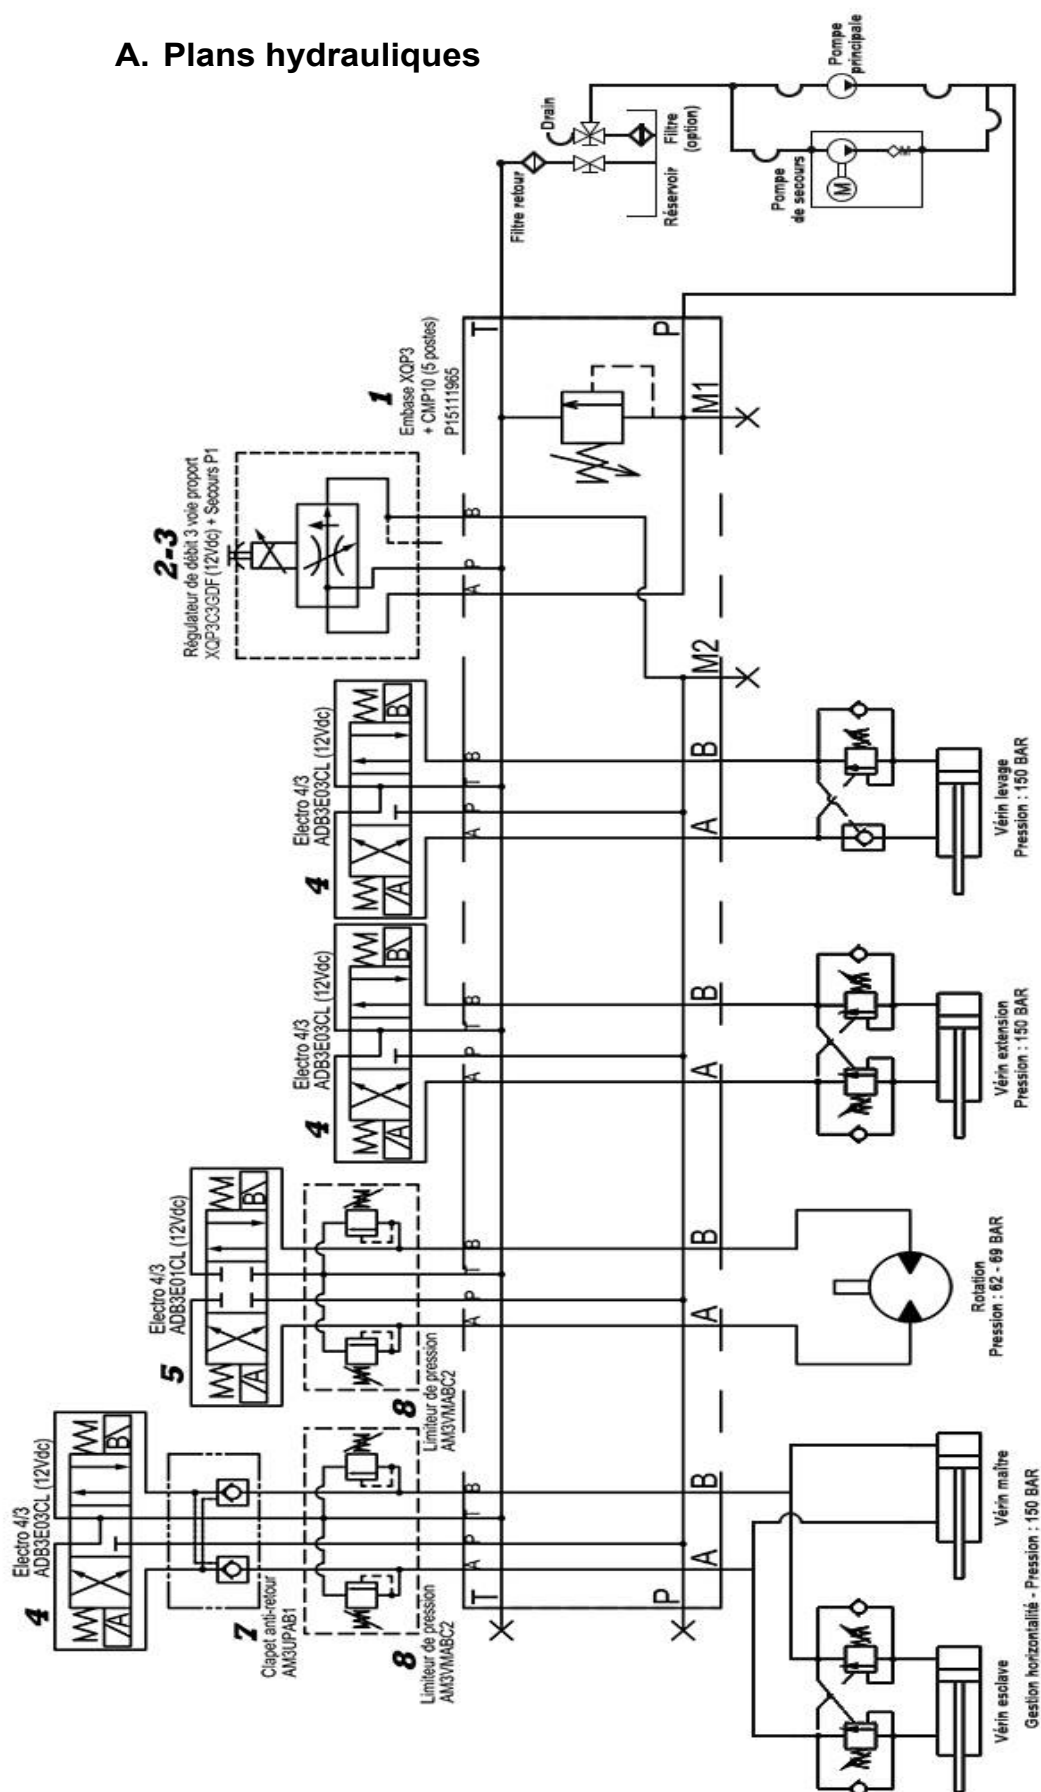 A. Plans hydrauliques
Pompe
principale
Drain
Filtre
(option)
Filtre retour
Réservoir
Pompe
de secours
M
1
Embase XQP3
+ CMP10 (5 postes)
P15111965
T
P
M1
2-3
Régulateur de débit 3 voie proport
XQP3C3GDF (12Vdc) + Secours P1
A
P
B
M2
Electro 4/3
ADB3E03CL (12Vdc)
4
A
B
A
P
T
B
A
B
Vérin levage
Pression : 150 BAR
Electro 4/3
ADB3E03CL (12Vdc)
4
A
B
A
P
T
B
A
B
Vérin extension
Pression : 150 BAR
Electro 4/3
ADB3E01CL (12Vdc)
5
A
B
8
Limiteur de pression
AM3VMABC2
A
P
T
B
A
B
Rotation
Pression : 62 - 69 BAR
Electro 4/3
ADB3E03CL (12Vdc)
4
A
B
7
Clapet anti-retour
AM3UPAB1
8
Limiteur de pression
AM3VMABC2
A
P
T
B
T
P
A
B
Vérin maître
Vérin esclave
Gestion horizontalité - Pression : 150 BAR